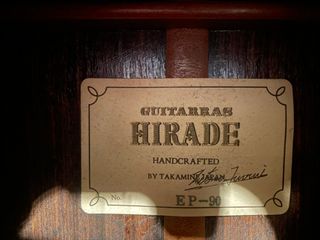 GUITARRAS
HIRADE
HANDCRAFTED
BY TAKAMINE JAPAN
No. EP-90